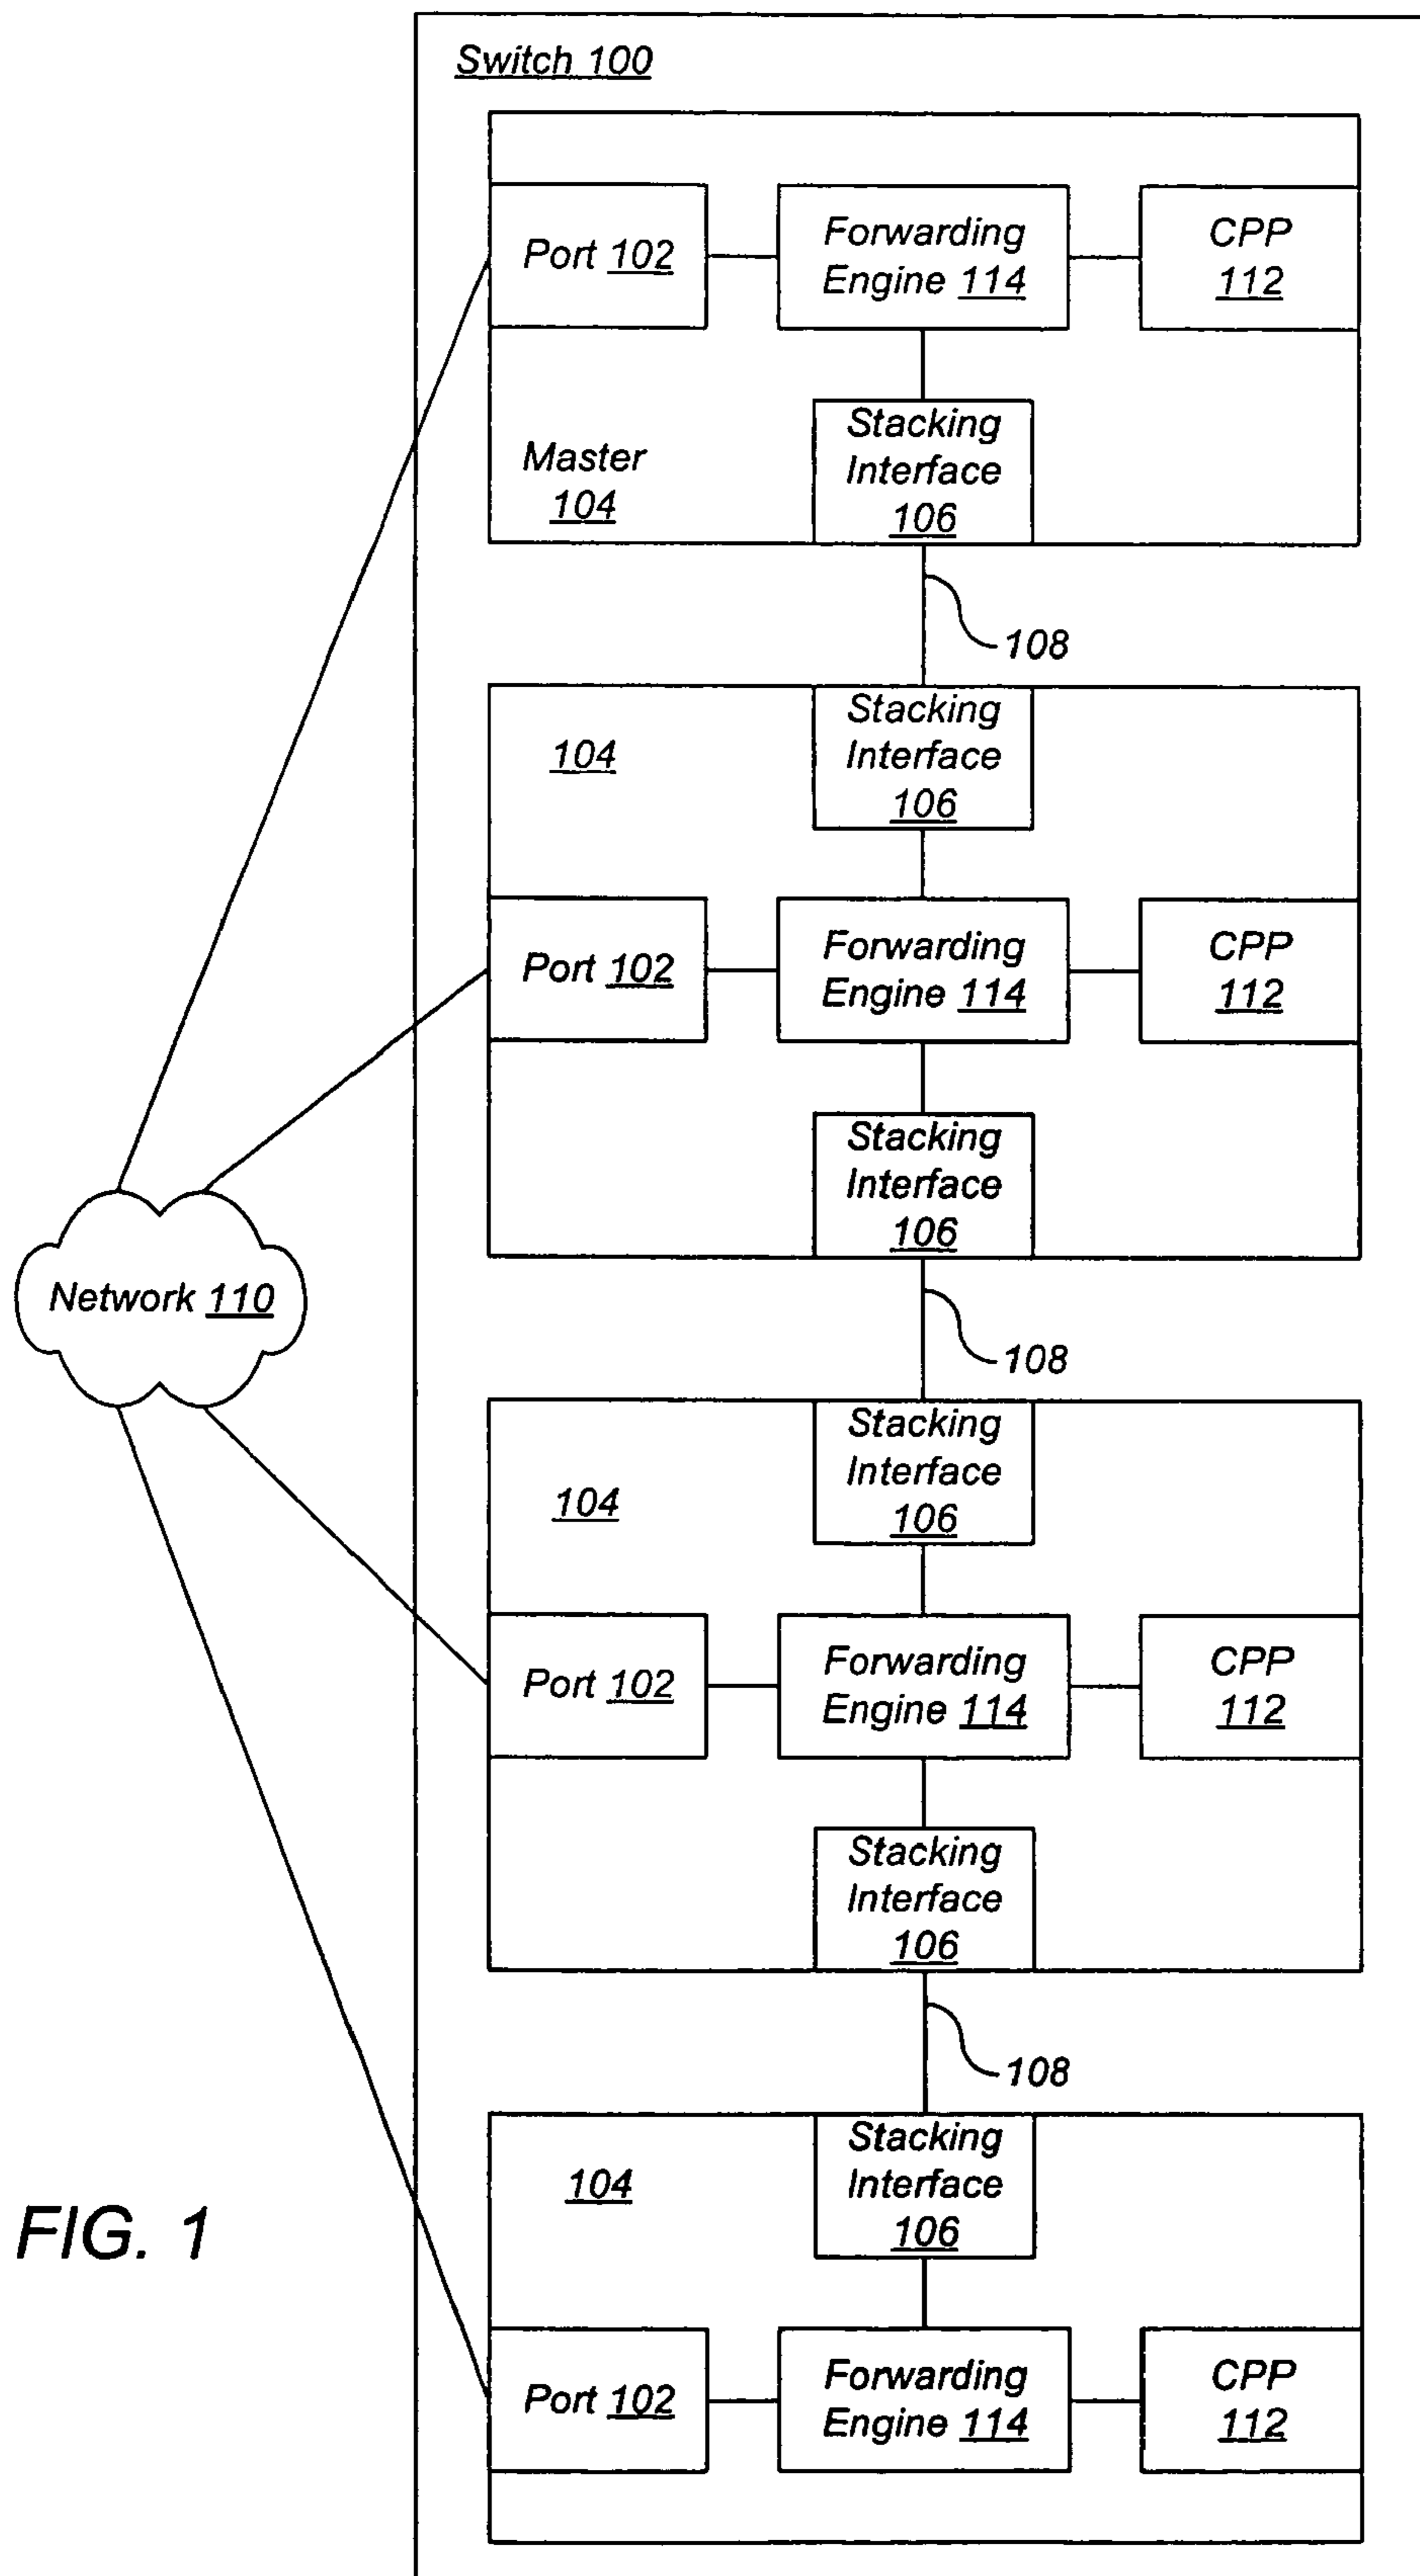 Switch 100
Port 102
Forwarding
Engine 114
CPP
112
Master
104
Stacking
Interface
106
108
104
Stacking
Interface
106
Port 102
Forwarding
Engine 114
CPP
112
Stacking
Interface
106
Network 110
108
104
Stacking
Interface
106
Port 102
Forwarding
Engine 114
CPP
112
Stacking
Interface
106
108
104
Stacking
Interface
106
FIG. 1
Port 102
Forwarding
Engine 114
CPP
112